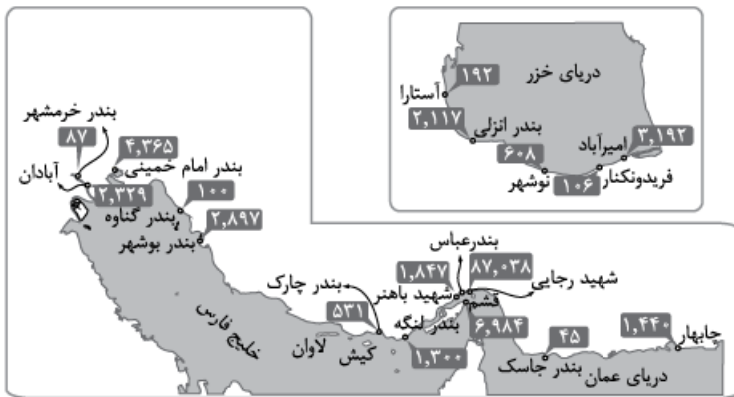 بندر خرمشهر
۸۷
آبادان
۲,۳۲۹
۴,۳۶۵
بندر امام خمینی
۱۰۰
بندر گناوه
۲,۸۹۷
بندر بوشهر
خلیج فارس
لاوان
کیش
بندر چارک
۵۳۱
بندر لنگه
۱,۳۰۰
بندرعباس
۱,۸۴۷
شهید باهنر
۸۷,۰۳۸
شهید رجایی
قشم
۶,۹۸۴
۴۵
بندر جاسک
۱,۴۴۰
چابهار
دریای عمان
دریای خزر
۱۹۲
آستارا
۲,۱۱۷
بندر انزلی
۶۰۸
نوشهر
۱۰۶
فریدونکنار
امیرآباد
۳,۱۹۲